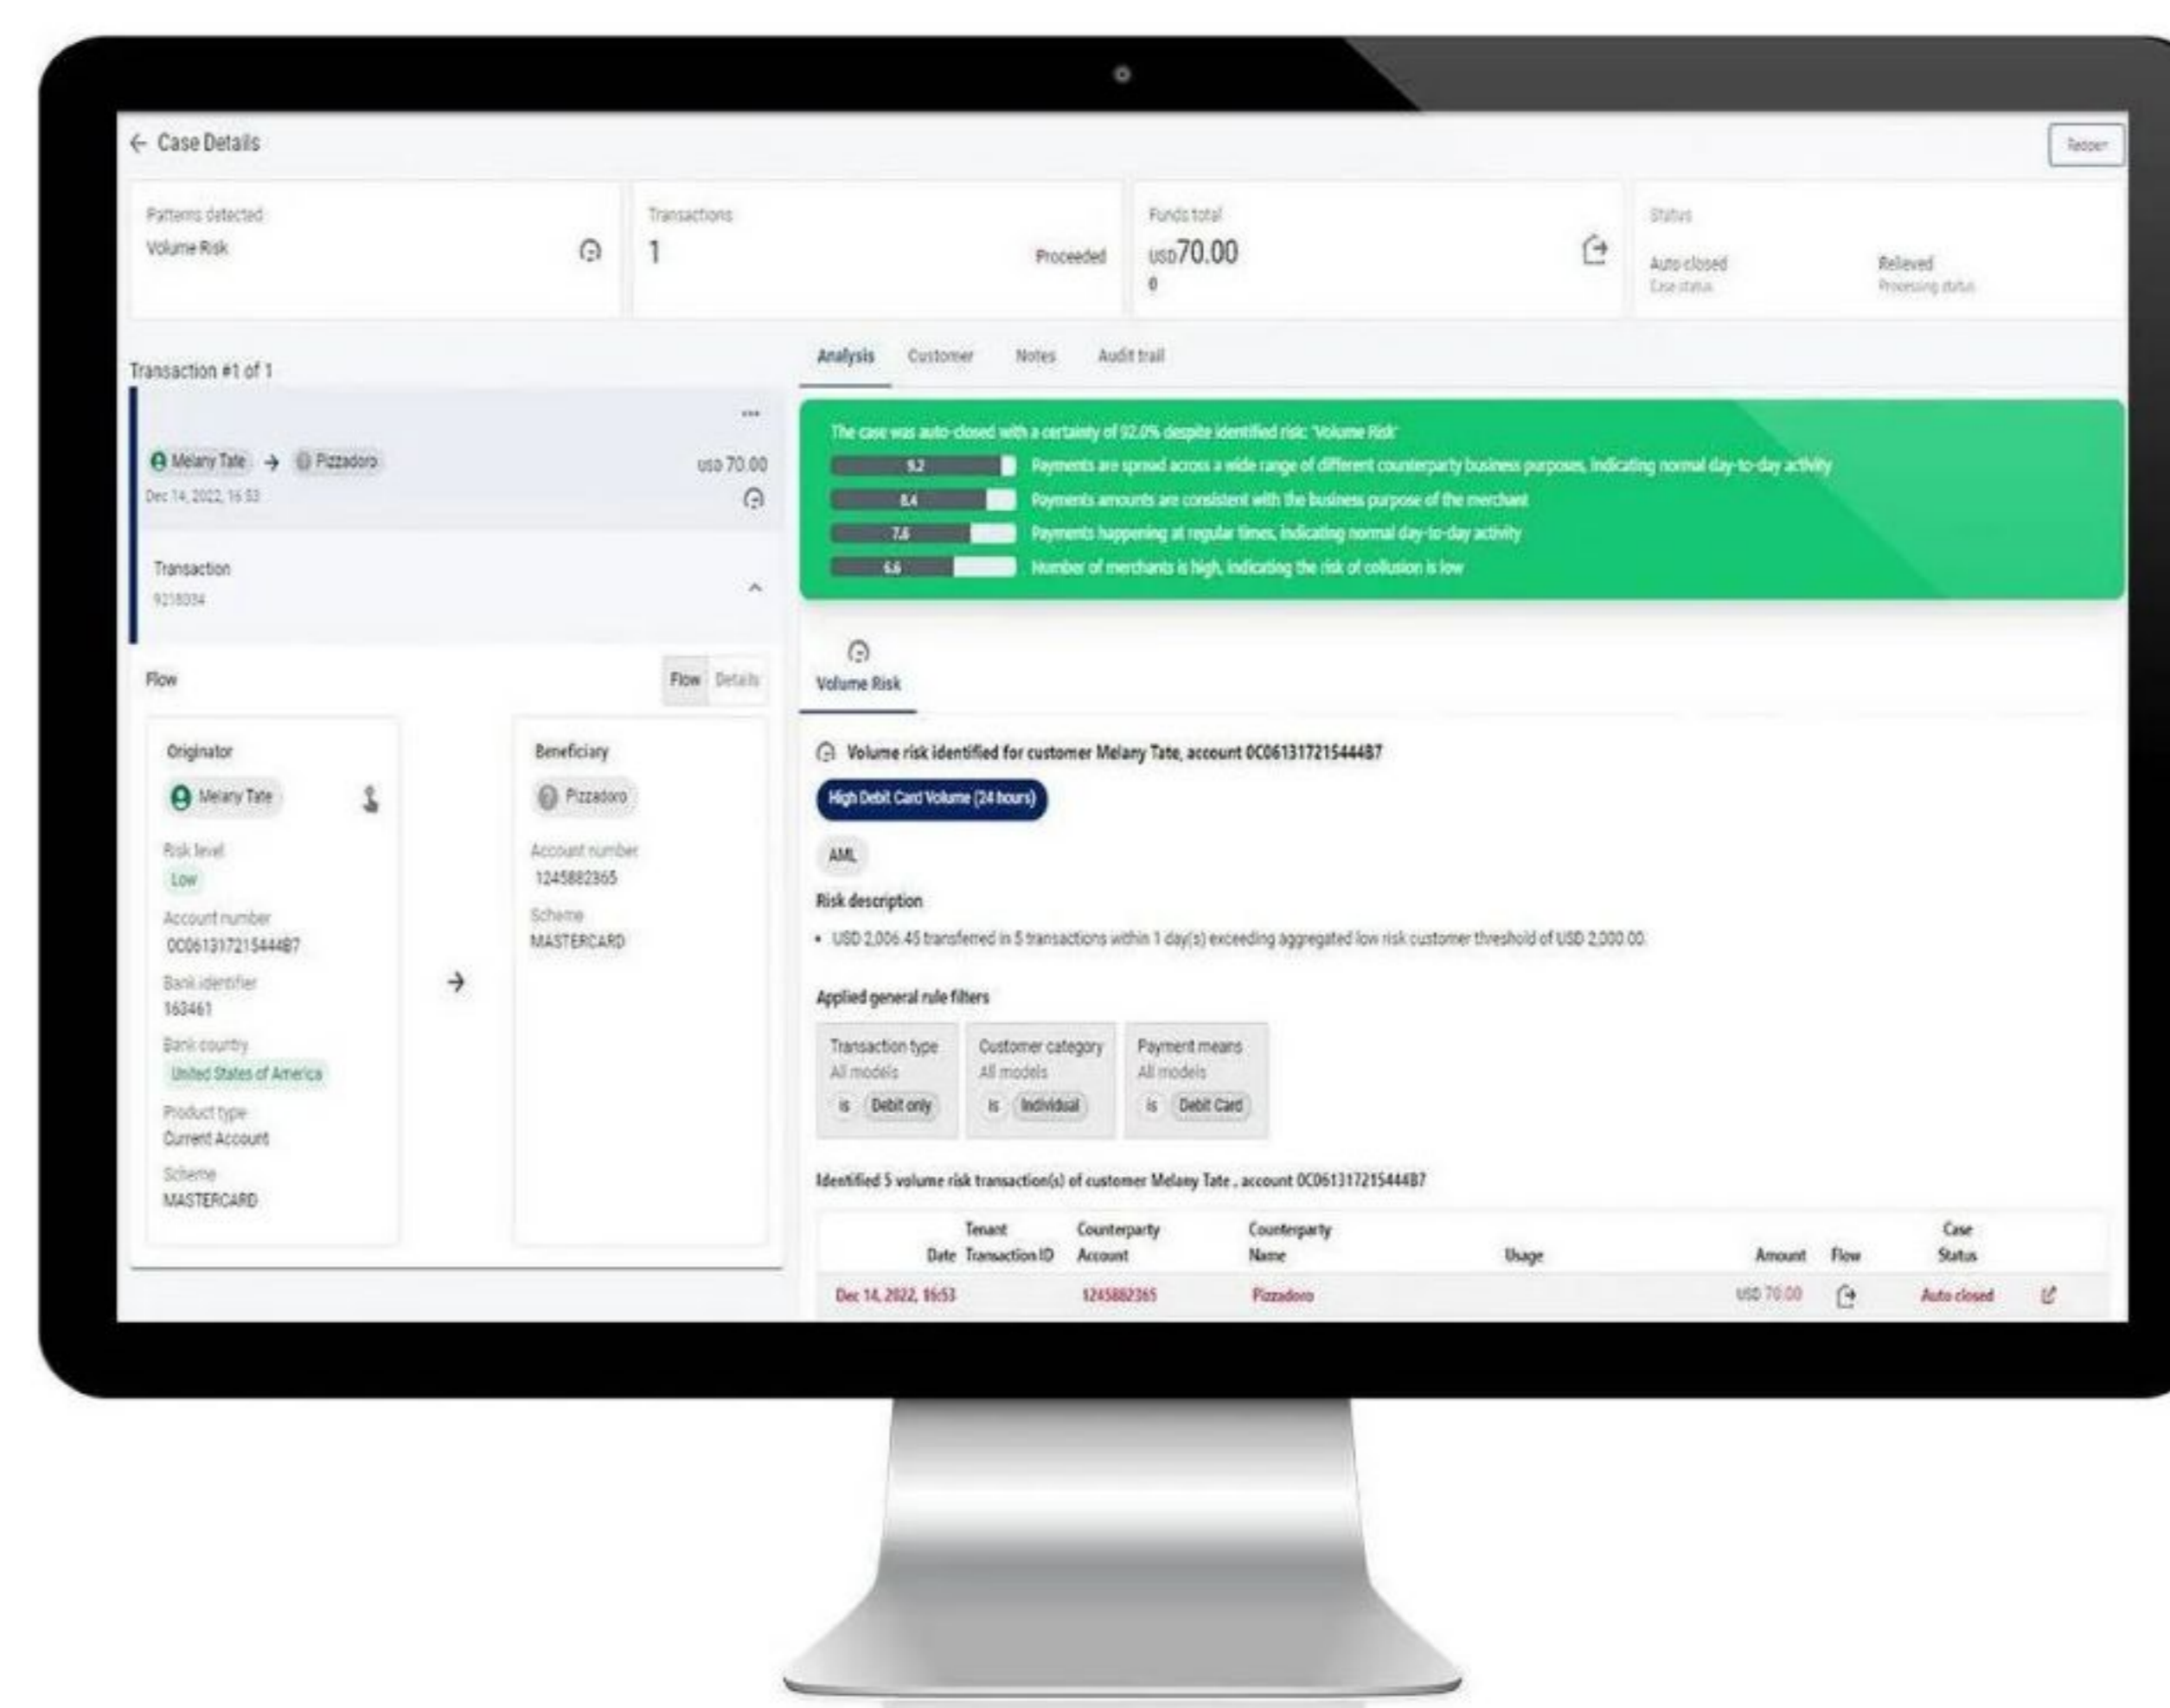 ← Case Details
Reopen
Patterns detected
Volume Risk
Transactions
1
Proceeded
Funds total
USD70.00
0
Status
Auto closed
Case status
Relieved
Processing status
Transaction #1 of 1
Melany Tate → Pizzadoro
USD 70.00
Dec 14, 2022, 16:53
Transaction
9218034
Flow
Flow Details
Originator
Melany Tate
Risk level
Low
Account number
0C061317215444B7
Bank identifier
163461
Bank country
United States of America
Product type
Current Account
Scheme
MASTERCARD
Beneficiary
Pizzadoro
Account number
1245882365
Scheme
MASTERCARD
Analysis Customer Notes Audit trail
The case was auto-closed with a certainty of 92.0% despite identified risk: 'Volume Risk'
9.2 Payments are spread across a wide range of different counterparty business purposes, indicating normal day-to-day activity
8.4 Payments amounts are consistent with the business purpose of the merchant
7.6 Payments happening at regular times, indicating normal day-to-day activity
6.6 Number of merchants is high, indicating the risk of collusion is low
Volume Risk
Volume risk identified for customer Melany Tate, account 0C061317215444B7
High Debit Card Volume (24 hours)
AML
Risk description
• USD 2,006.45 transferred in 5 transactions within 1 day(s) exceeding aggregated low risk customer threshold of USD 2,000.00.
Applied general rule filters
Transaction type
All models
is Debit only
Customer category
All models
is Individual
Payment means
All models
is Debit Card
Identified 5 volume risk transaction(s) of customer Melany Tate , account 0C061317215444B7
Date
Tenant Transaction ID
Counterparty Account
Counterparty Name
Usage
Amount
Flow
Case Status
Dec 14, 2022, 16:53 1245882365 Pizzadoro USD 70.00 Auto closed